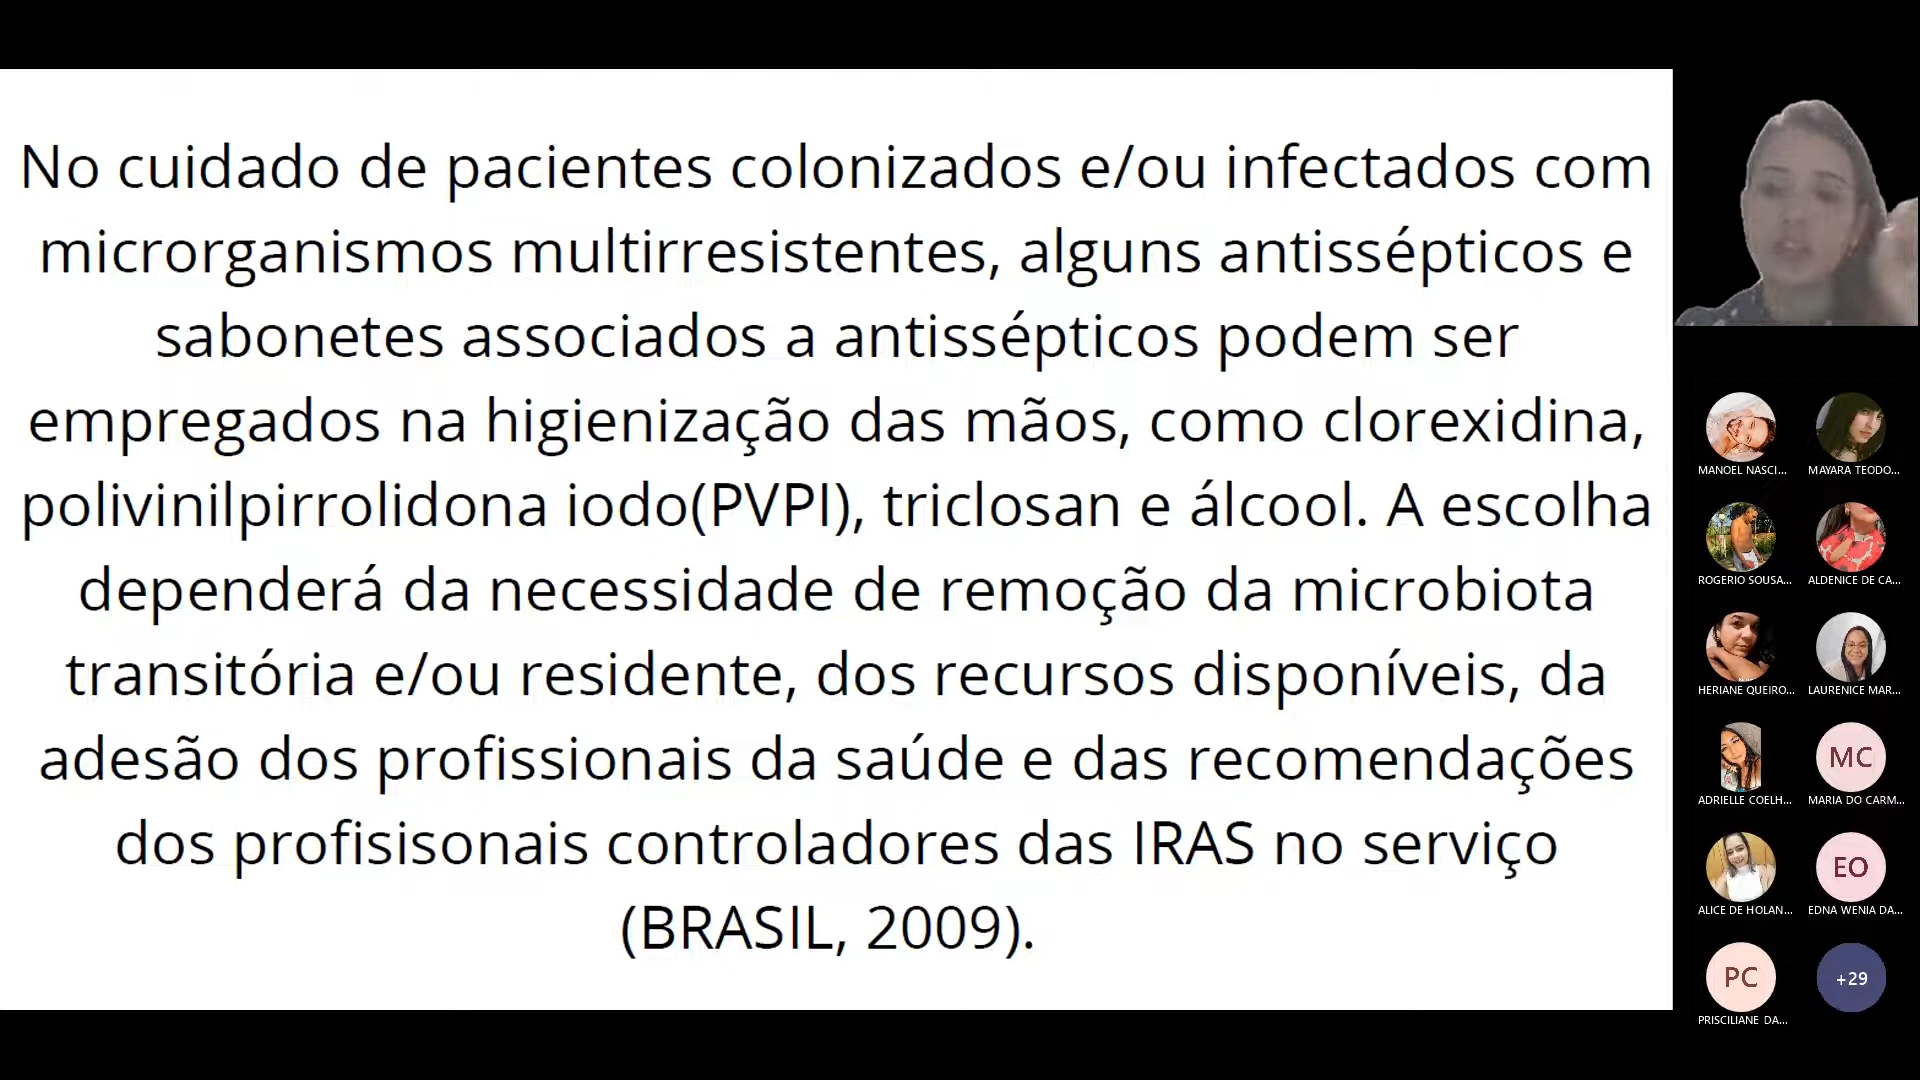 No cuidado de pacientes colonizados e/ou infectados com
microrganismos multirresistentes, alguns antissépticos e
sabonetes associados a antissépticos podem ser
empregados na higienização das mãos, como clorexidina,
polivinilpirrolidona iodo(PVPI), triclosan e álcool. A escolha
dependerá da necessidade de remoção da microbiota
transitória e/ou residente, dos recursos disponíveis, da
adesão dos profissionais da saúde e das recomendações
dos profisisonais controladores das IRAS no serviço
(BRASIL, 2009).
MANOEL NASCI...
MAYARA TEODO...
ROGERIO SOUSA...
ALDENICE DE CA...
HERIANE QUEIRO...
LAURENICE MAR...
ADRIELLE COELH...
MC
MARIA DO CARM...
ALICE DE HOLAN...
EO
EDNA WENIA DA...
PC
PRISCILIANE DA...
+29